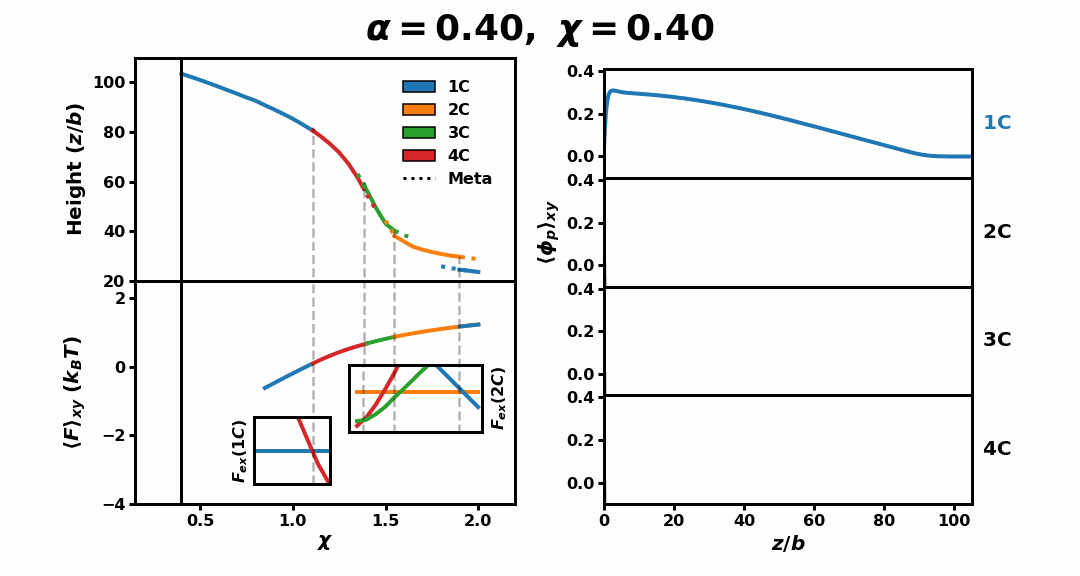 α = 0.40, χ = 0.40
Height (z/b)
100
80
60
40
20
1C
2C
3C
4C
Meta
⟨F⟩xy (kBT)
2
0
−2
−4
Fex(1C)
Fex(2C)
0.5
1.0
1.5
2.0
χ
⟨ϕp⟩xy
0.4
0.2
0.0
1C
0.4
0.2
0.0
2C
0.4
0.2
0.0
3C
0.4
0.2
0.0
4C
0
20
40
60
80
100
z/b